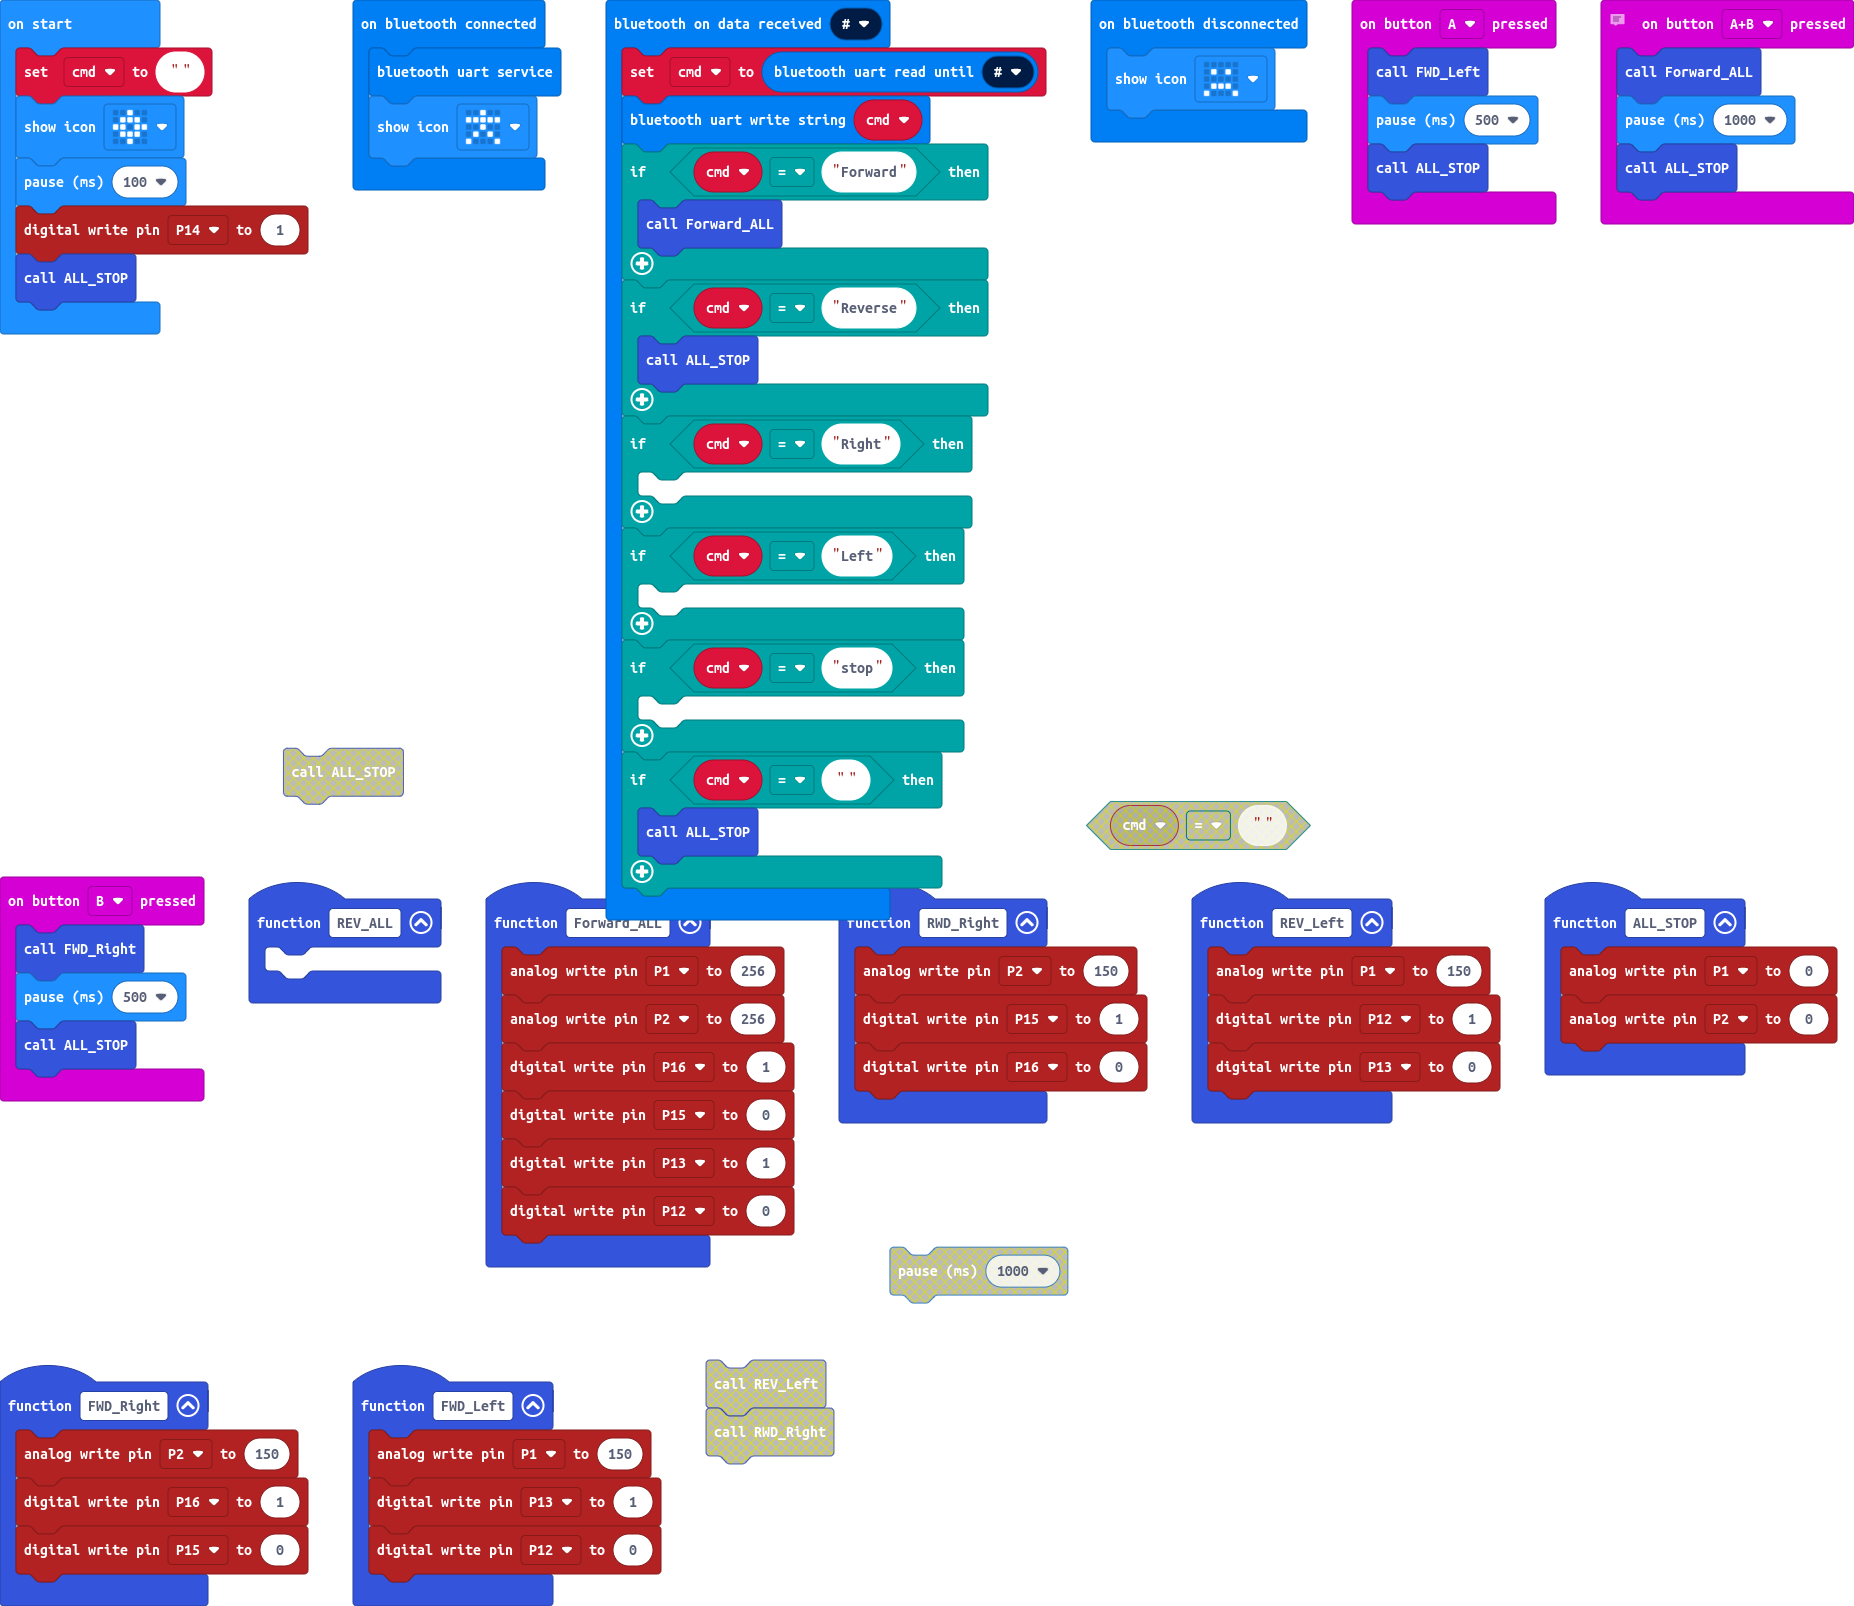 on start
set cmd to " "
show icon
pause (ms) 100
digital write pin P14 to 1
call ALL_STOP
on bluetooth connected
bluetooth uart service
show icon
bluetooth on data received #
set cmd to bluetooth uart read until #
bluetooth uart write string cmd
if cmd = "Forward" then
call Forward_ALL
if cmd = "Reverse" then
call ALL_STOP
if cmd = "Right" then
if cmd = "Left" then
if cmd = "stop" then
if cmd = " " then
call ALL_STOP
on bluetooth disconnected
show icon
on button A pressed
call FWD_Left
pause (ms) 500
call ALL_STOP
on button A+B pressed
call Forward_ALL
pause (ms) 1000
call ALL_STOP
call ALL_STOP
cmd = " "
on button B pressed
call FWD_Right
pause (ms) 500
call ALL_STOP
function REV_ALL
function Forward_ALL
analog write pin P1 to 256
analog write pin P2 to 256
digital write pin P16 to 1
digital write pin P15 to 0
digital write pin P13 to 1
digital write pin P12 to 0
function RWD_Right
analog write pin P2 to 150
digital write pin P15 to 1
digital write pin P16 to 0
function REV_Left
analog write pin P1 to 150
digital write pin P12 to 1
digital write pin P13 to 0
function ALL_STOP
analog write pin P1 to 0
analog write pin P2 to 0
pause (ms) 1000
function FWD_Right
analog write pin P2 to 150
digital write pin P16 to 1
digital write pin P15 to 0
function FWD_Left
analog write pin P1 to 150
digital write pin P13 to 1
digital write pin P12 to 0
call REV_Left
call RWD_Right